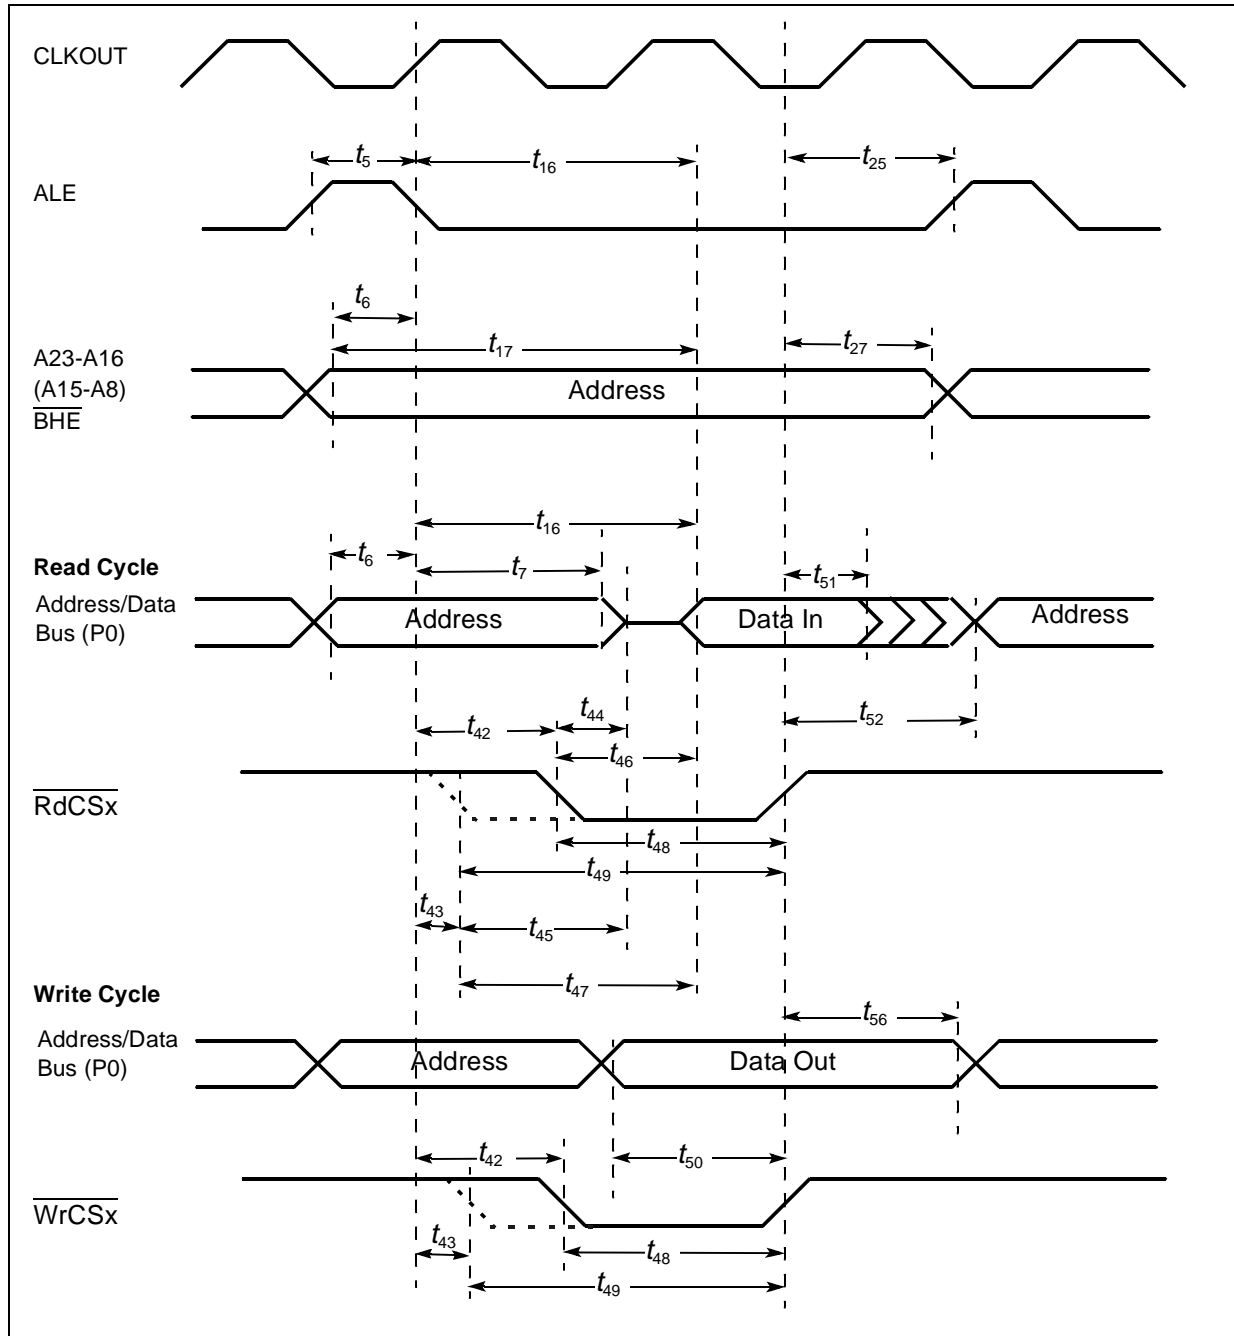 CLKOUT
t5
t16
t25
ALE
t6
t17
t27
A23-A16
(A15-A8)
BHE
Address
t16
t6
t7
t51
Read Cycle
Address/Data
Bus (P0)
Address
Data In
Address
t44
t42
t52
t46
RdCSx
t48
t49
t43
t45
t47
Write Cycle
t56
Address/Data
Bus (P0)
Address
Data Out
t42
t50
WrCSx
t43
t48
t49